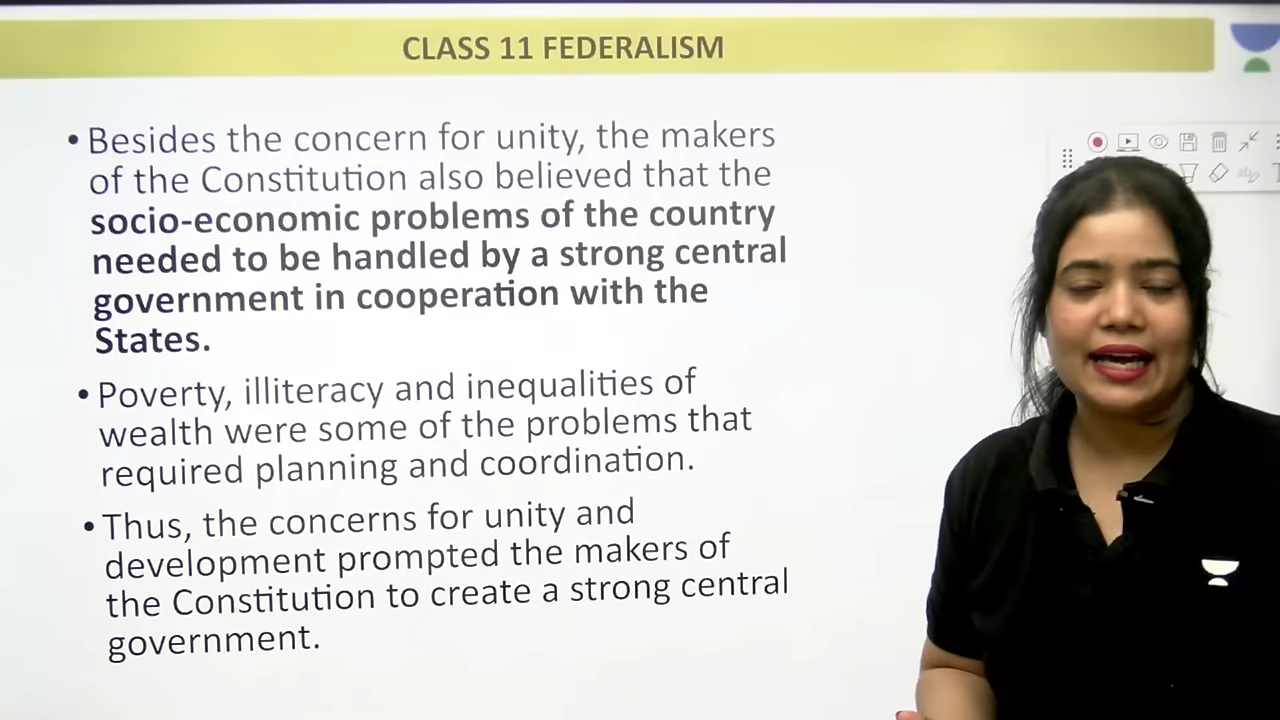 CLASS 11 FEDERALISM
• Besides the concern for unity, the makers
of the Constitution also believed that the
socio-economic problems of the country
needed to be handled by a strong central
government in cooperation with the
States.
• Poverty, illiteracy and inequalities of
wealth were some of the problems that
required planning and coordination.
• Thus, the concerns for unity and
development prompted the makers of
the Constitution to create a strong central
government.